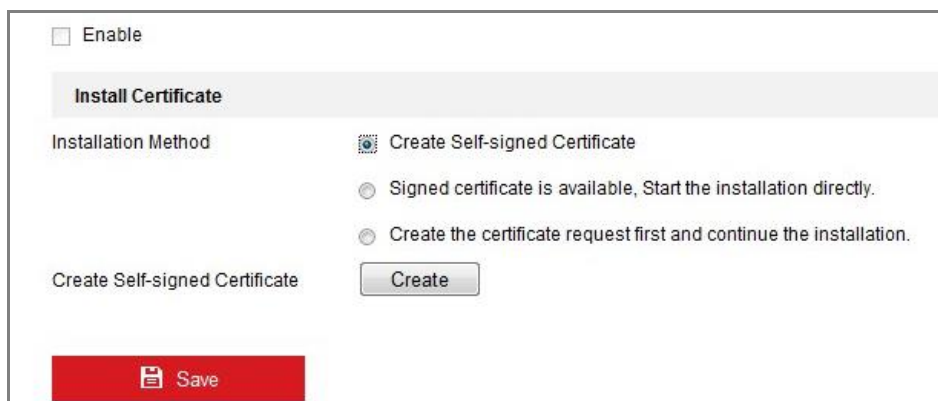 Enable
Install Certificate
Installation Method
Create Self-signed Certificate
Signed certificate is available, Start the installation directly.
Create the certificate request first and continue the installation.
Create Self-signed Certificate
Create
Save